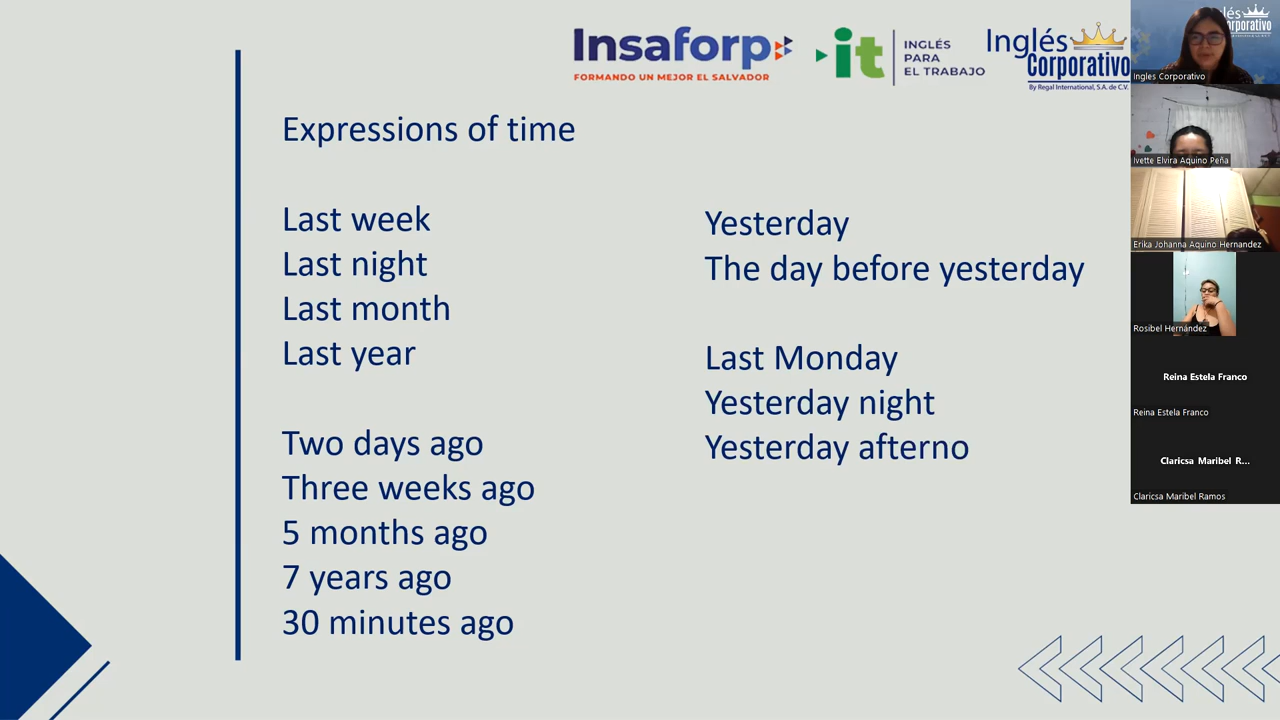 Insaforp
FORMANDO UN MEJOR EL SALVADOR
it
INGLÉS
PARA
EL TRABAJO
Inglés
Corporativo
By Regal International, S.A. de C.V.
Expressions of time
Last week
Last night
Last month
Last year
Two days ago
Three weeks ago
5 months ago
7 years ago
30 minutes ago
Yesterday
The day before yesterday
Last Monday
Yesterday night
Yesterday afterno
Ingles Corporativo
Ivette Elvira Aquino Peña
Erika Johanna Aquino Hernandez
Rosibel Hernández
Reina Estela Franco
Reina Estela Franco
Claricsa Maribel R...
Claricsa Maribel Ramos